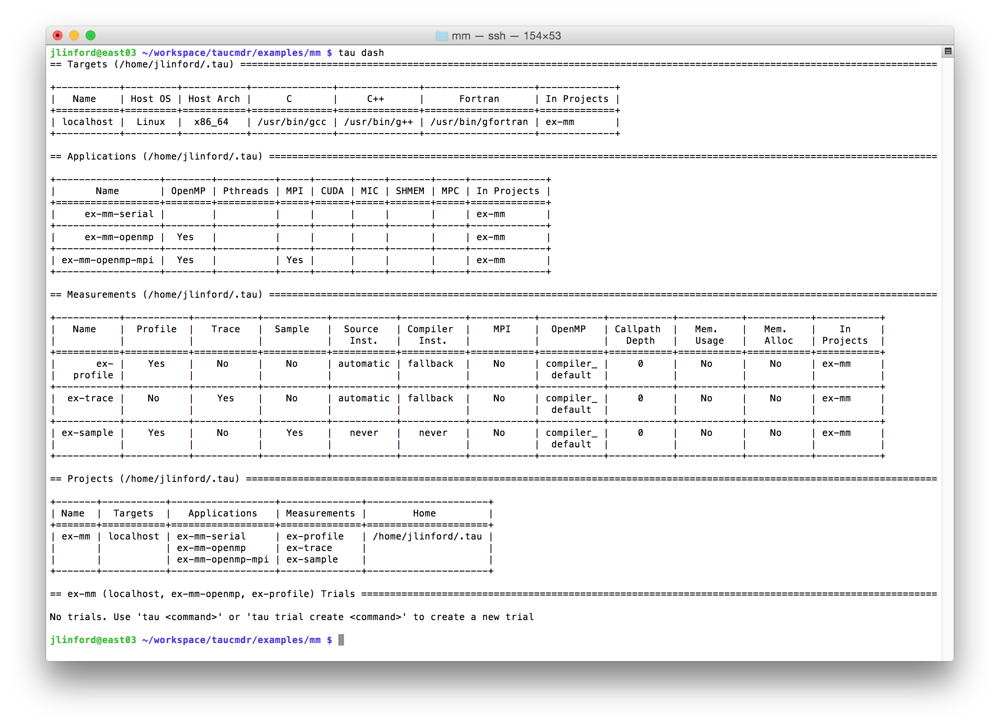 mm — ssh — 154×53
jlinford@east03 ~/workspace/taucmdr/examples/mm $ tau dash
== Targets (/home/jlinford/.tau) =========================================================================================================================
+-----------+---------+-----------+--------------+--------------+-------------------+-------------+
|   Name    | Host OS | Host Arch |      C       |     C++      |      Fortran      | In Projects |
+===========+=========+===========+==============+==============+===================+=============+
| localhost |  Linux  |  x86_64   | /usr/bin/gcc | /usr/bin/g++ | /usr/bin/gfortran | ex-mm       |
+-----------+---------+-----------+--------------+--------------+-------------------+-------------+
== Applications (/home/jlinford/.tau) ====================================================================================================================
+------------------+--------+----------+-----+------+-----+-------+-----+-------------+
|       Name       | OpenMP | Pthreads | MPI | CUDA | MIC | SHMEM | MPC | In Projects |
+==================+========+==========+=====+======+=====+=======+=====+=============+
|     ex-mm-serial |        |          |     |      |     |       |     | ex-mm       |
+------------------+--------+----------+-----+------+-----+-------+-----+-------------+
|     ex-mm-openmp |  Yes   |          |     |      |     |       |     | ex-mm       |
+------------------+--------+----------+-----+------+-----+-------+-----+-------------+
| ex-mm-openmp-mpi |  Yes   |          | Yes |      |     |       |     | ex-mm       |
+------------------+--------+----------+-----+------+-----+-------+-----+-------------+
== Measurements (/home/jlinford/.tau) ====================================================================================================================
+-----------+-----------+-----------+-----------+-----------+-----------+-----------+-----------+-----------+-----------+-----------+-----------+
|   Name    |  Profile  |   Trace   |  Sample   |  Source   | Compiler  |    MPI    |  OpenMP   | Callpath  |   Mem.    |   Mem.    |    In     |
|           |           |           |           |   Inst.   |   Inst.   |           |           |   Depth   |   Usage   |   Alloc   | Projects  |
+===========+===========+===========+===========+===========+===========+===========+===========+===========+===========+===========+===========+
|       ex- |    Yes    |    No     |    No     | automatic | fallback  |    No     | compiler_ |     0     |    No     |    No     | ex-mm     |
|   profile |           |           |           |           |           |           |  default  |           |           |           |           |
+-----------+-----------+-----------+-----------+-----------+-----------+-----------+-----------+-----------+-----------+-----------+-----------+
|  ex-trace |    No     |    Yes    |    No     | automatic | fallback  |    No     | compiler_ |     0     |    No     |    No     | ex-mm     |
|           |           |           |           |           |           |           |  default  |           |           |           |           |
+-----------+-----------+-----------+-----------+-----------+-----------+-----------+-----------+-----------+-----------+-----------+-----------+
| ex-sample |    Yes    |    No     |    Yes    |   never   |   never   |    No     | compiler_ |     0     |    No     |    No     | ex-mm     |
|           |           |           |           |           |           |           |  default  |           |           |           |           |
+-----------+-----------+-----------+-----------+-----------+-----------+-----------+-----------+-----------+-----------+-----------+-----------+
== Projects (/home/jlinford/.tau) ========================================================================================================================
+-------+-----------+------------------+--------------+---------------------+
| Name  |  Targets  |   Applications   | Measurements |        Home         |
+=======+===========+==================+==============+=====================+
| ex-mm | localhost | ex-mm-serial     | ex-profile   | /home/jlinford/.tau |
|       |           | ex-mm-openmp     | ex-trace     |                     |
|       |           | ex-mm-openmp-mpi | ex-sample    |                     |
+-------+-----------+------------------+--------------+---------------------+
== ex-mm (localhost, ex-mm-openmp, ex-profile) Trials ====================================================================================================
No trials. Use 'tau <command>' or 'tau trial create <command>' to create a new trial
jlinford@east03 ~/workspace/taucmdr/examples/mm $